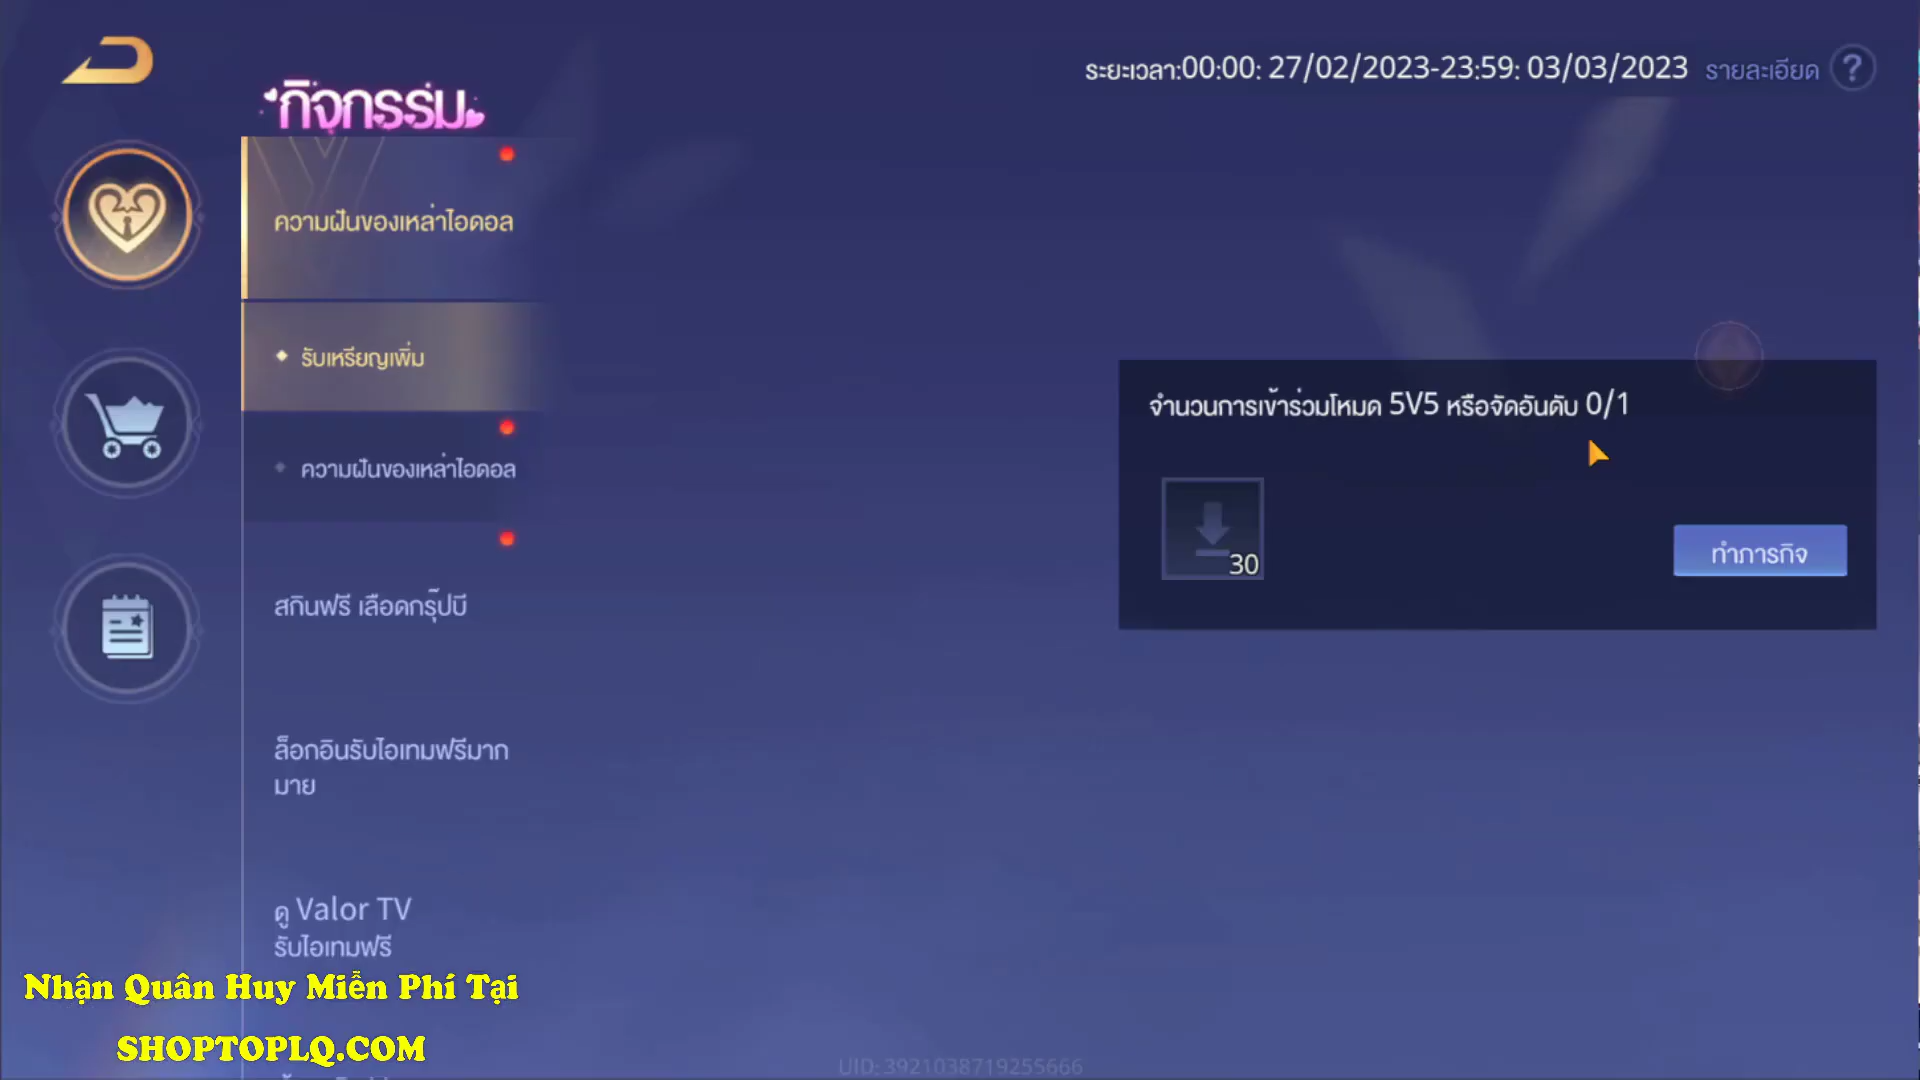 ระยะเวลา:00:00: 27/02/2023-23:59: 03/03/2023 รายละเอียด ?
กิจกรรม
ความฝันของเหล่าไอดอล
รับเหรียญเพิ่ม
ความฝันของเหล่าไอดอล
สกินฟรี เลือดกรุ๊ปบี
ล็อกอินรับไอเทมฟรีมาก
มาย
ดู Valor TV
รับไอเทมฟรี
จำนวนการเข้าร่วมโหมด 5V5 หรือจัดอันดับ 0/1
30
ทำภารกิจ
Nhận Quân Huy Miễn Phí Tại
SHOPTOPLQ.COM
UID: 3921038719255666